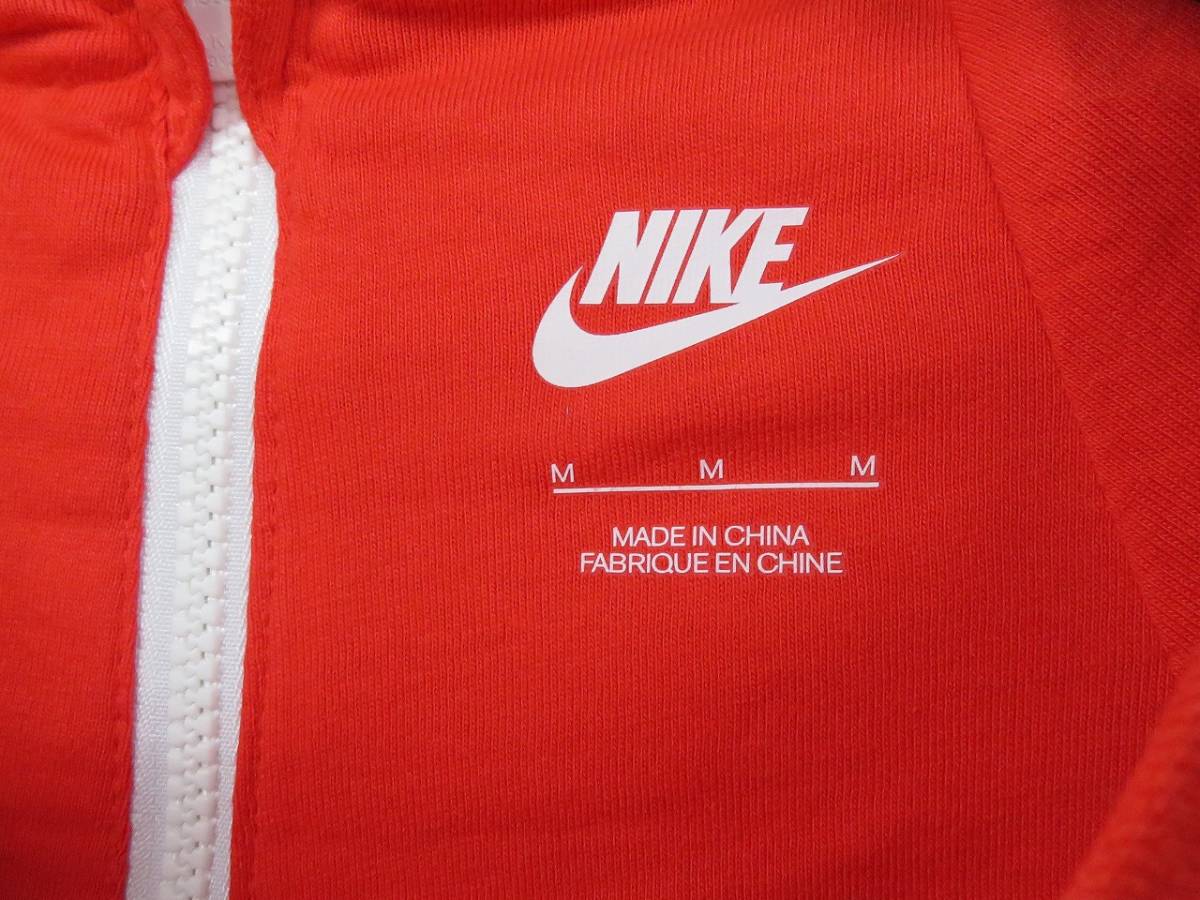 NIKE
M M M
MADE IN CHINA
FABRIQUE EN CHINE